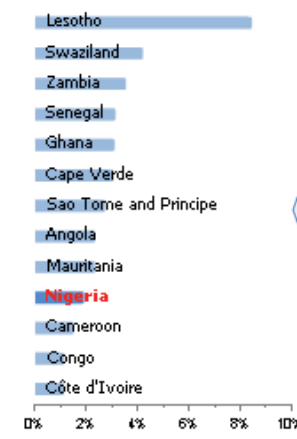 Lesotho
Swaziland
Zambia
Senegal
Ghana
Cape Verde
Sao Tome and Principe
Angola
Mauritania
Nigeria
Cameroon
Congo
Côte d'Ivoire
0% 2% 4% 6% 8% 10%